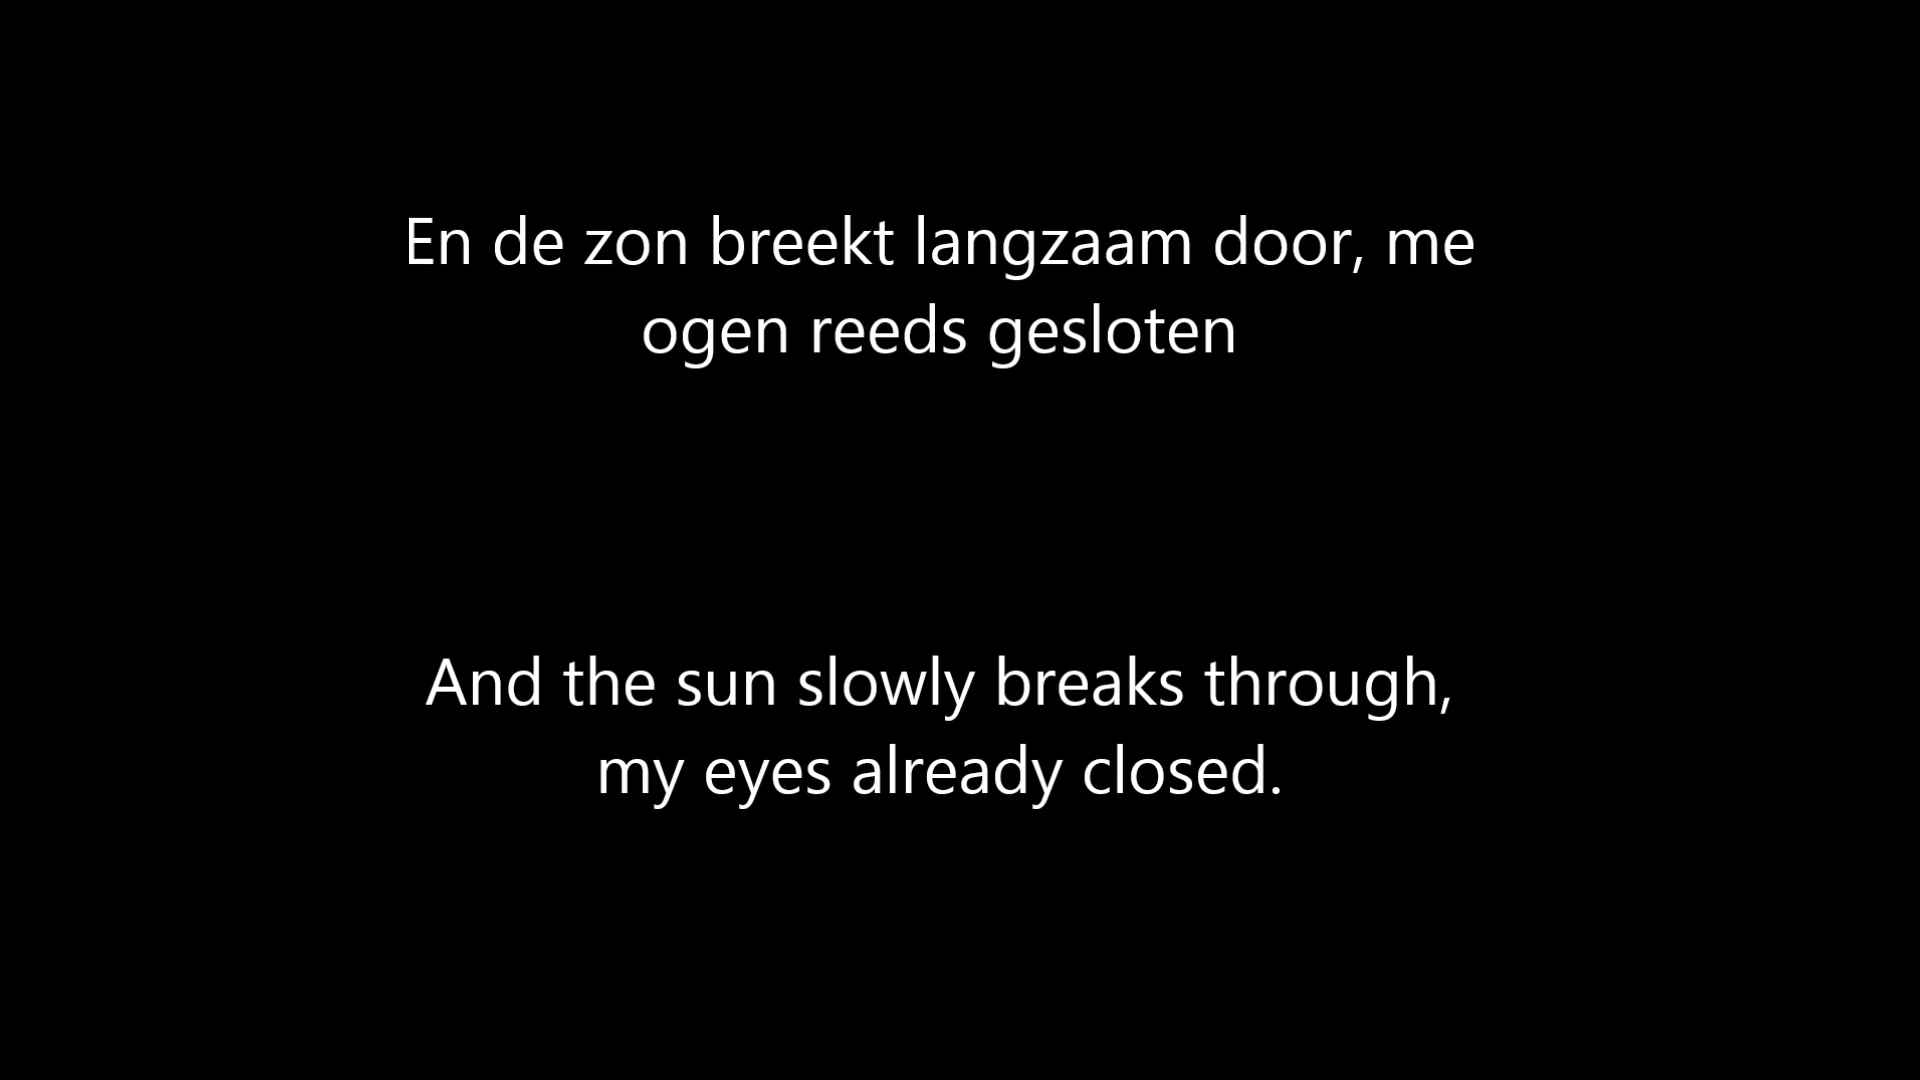 En de zon breekt langzaam door, me
ogen reeds gesloten
And the sun slowly breaks through,
my eyes already closed.